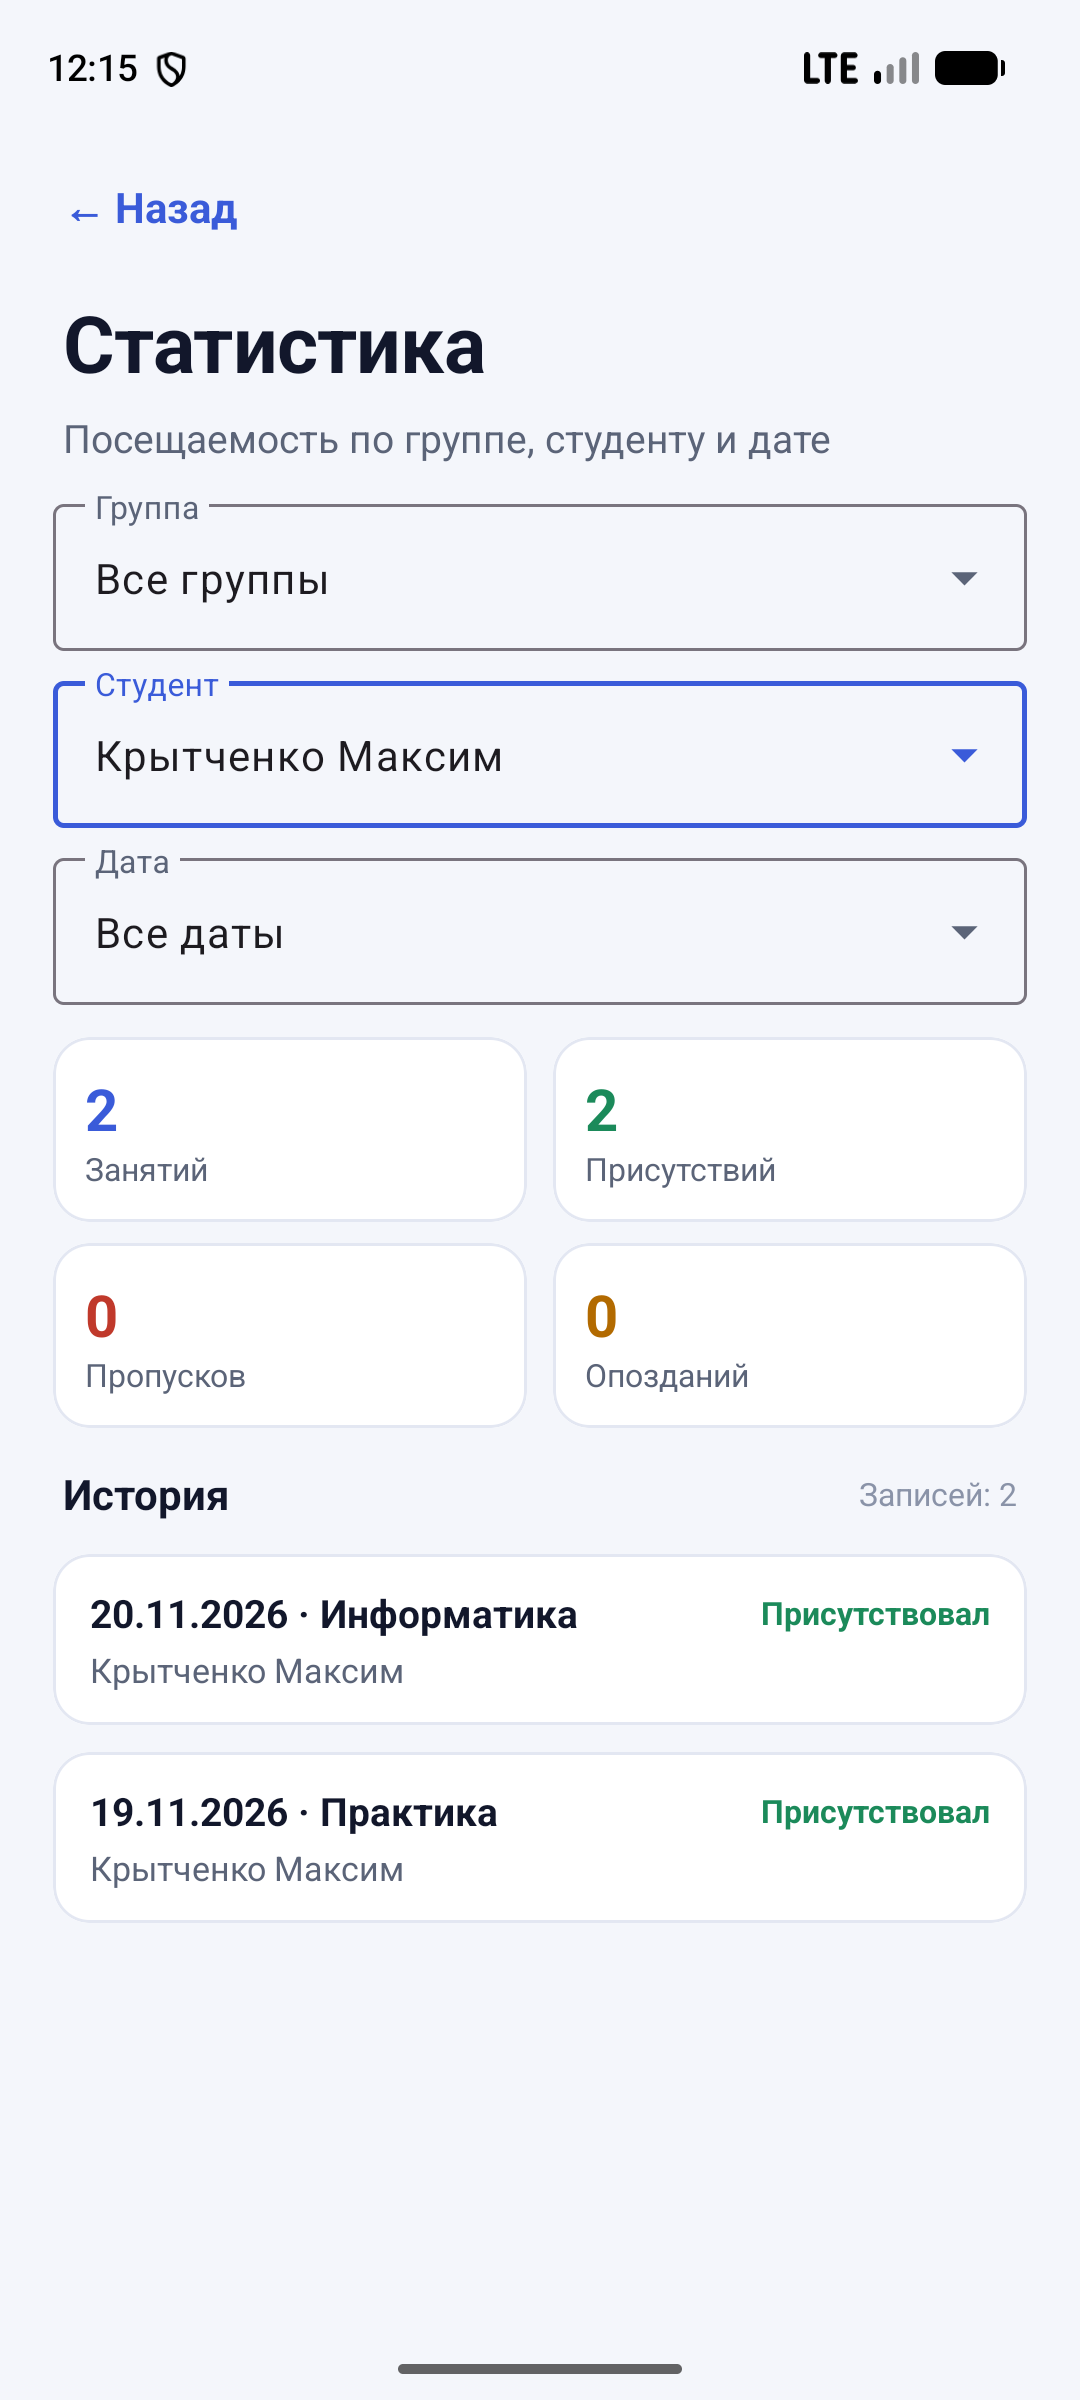 12:15 LTE
← Назад
Статистика
Посещаемость по группе, студенту и дате
Группа
Все группы
Студент
Крытченко Максим
Дата
Все даты
2
Занятий
2
Присутствий
0
Пропусков
0
Опозданий
История Записей: 2
20.11.2026 · Информатика Присутствовал
Крытченко Максим
19.11.2026 · Практика Присутствовал
Крытченко Максим